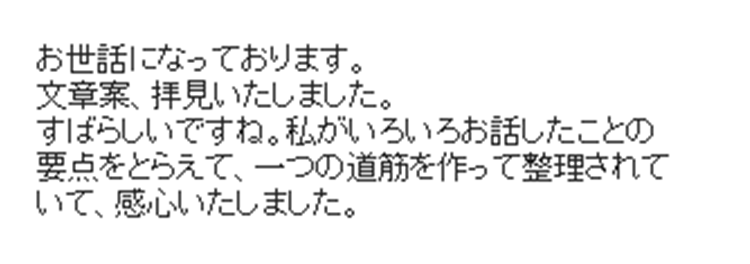 お世話になっております。
文章案、拝見いたしました。
すばらしいですね。私がいろいろお話したことの
要点をとらえて、一つの道筋を作って整理されて
いて、感心いたしました。